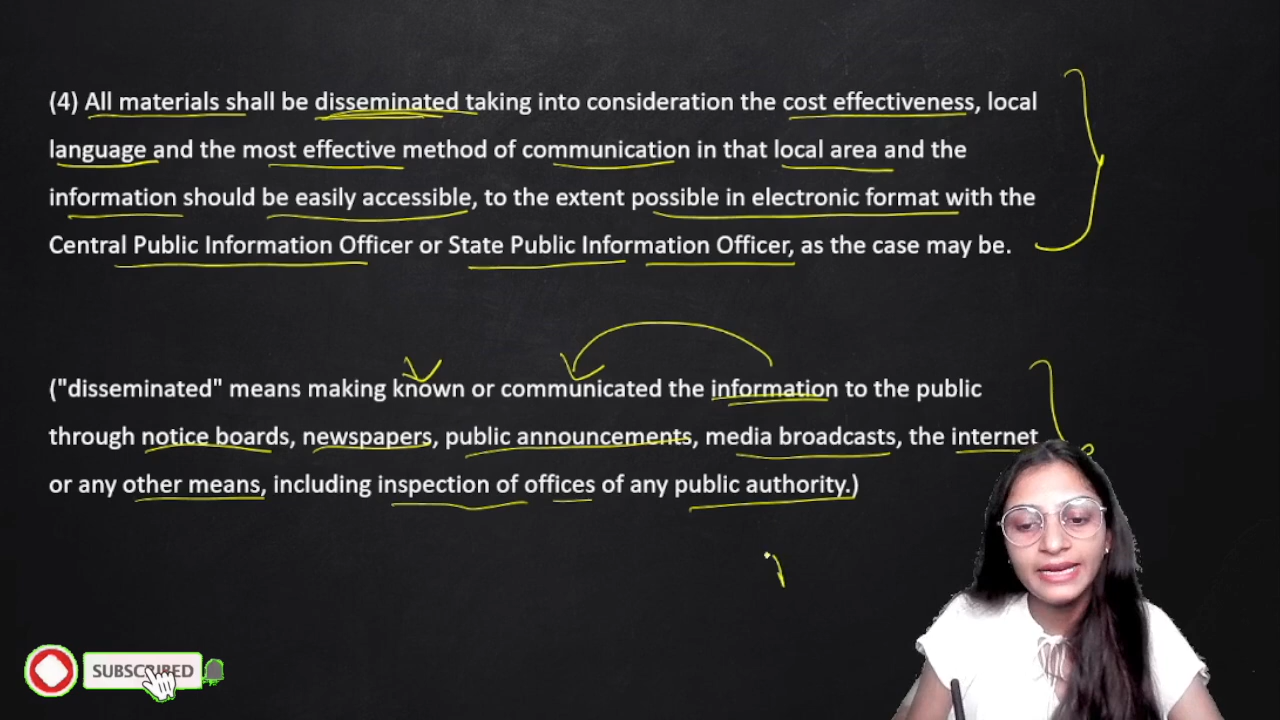 (4) All materials shall be disseminated taking into consideration the cost effectiveness, local
language and the most effective method of communication in that local area and the
information should be easily accessible, to the extent possible in electronic format with the
Central Public Information Officer or State Public Information Officer, as the case may be.
("disseminated" means making known or communicated the information to the public
through notice boards, newspapers, public announcements, media broadcasts, the internet
or any other means, including inspection of offices of any public authority.)
SUBSCRIBED